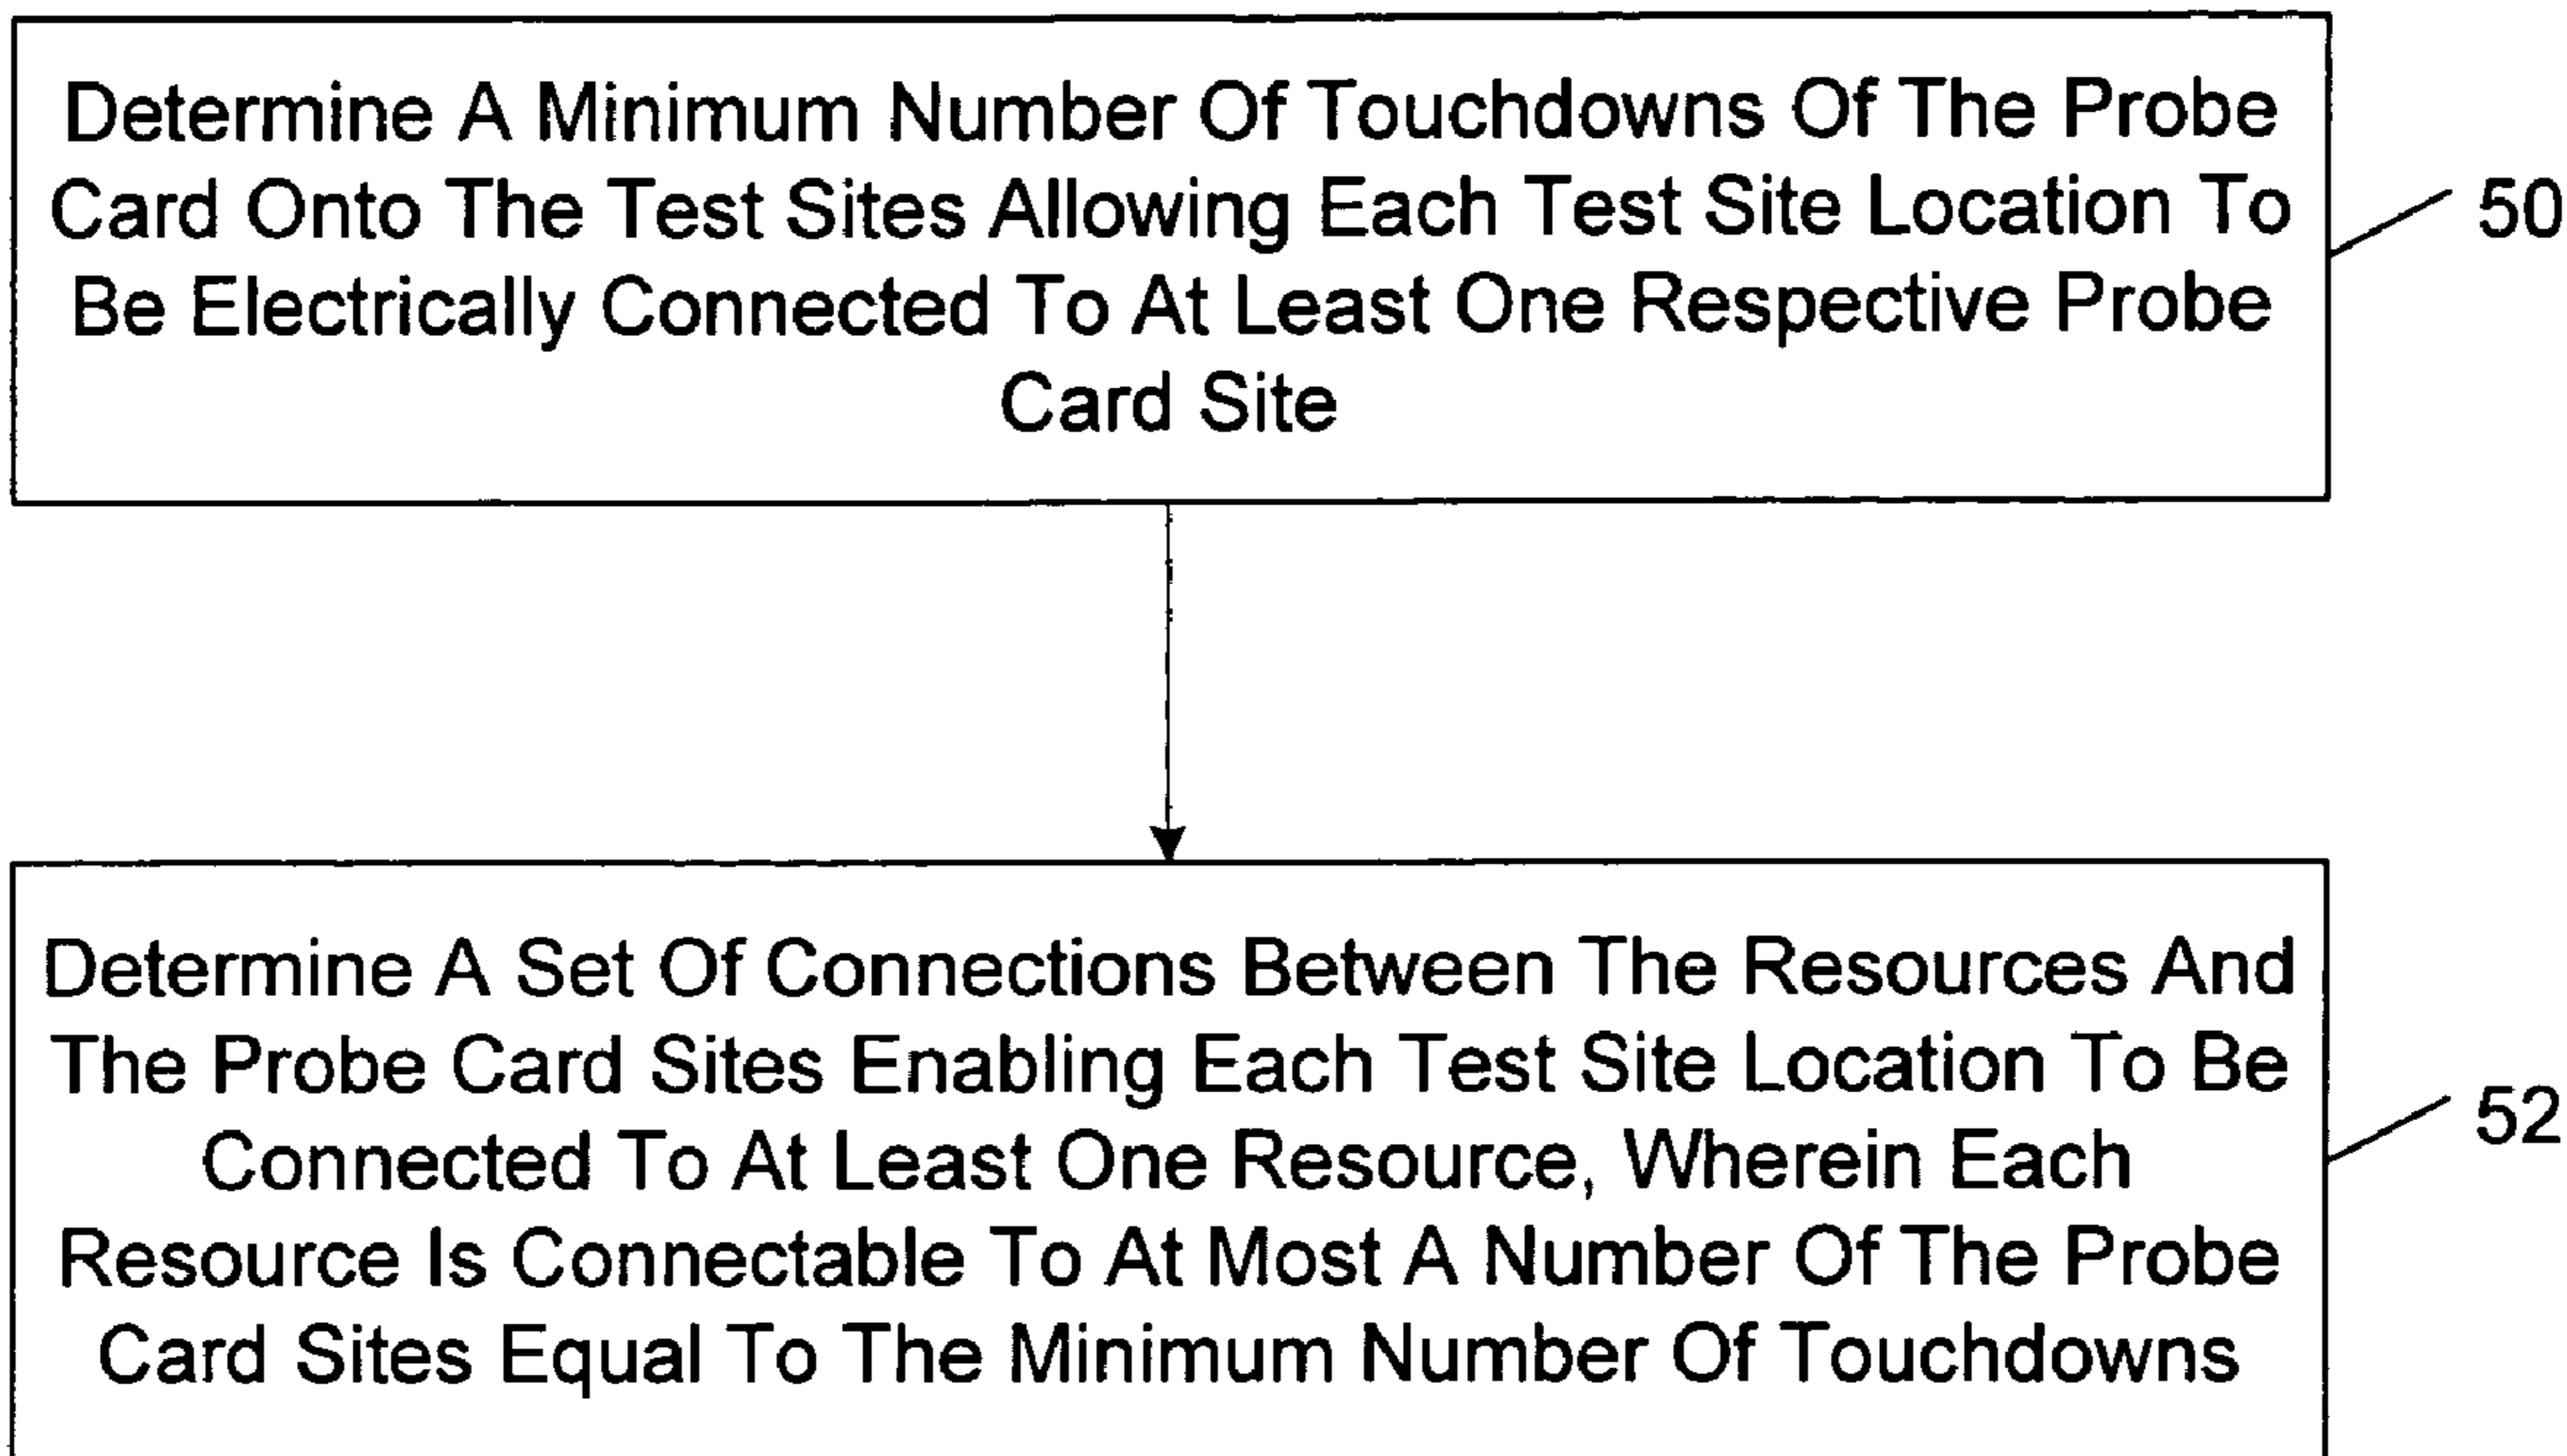 Determine A Minimum Number Of Touchdowns Of The Probe
Card Onto The Test Sites Allowing Each Test Site Location To
Be Electrically Connected To At Least One Respective Probe
Card Site
50
Determine A Set Of Connections Between The Resources And
The Probe Card Sites Enabling Each Test Site Location To Be
Connected To At Least One Resource, Wherein Each
Resource Is Connectable To At Most A Number Of The Probe
Card Sites Equal To The Minimum Number Of Touchdowns
52